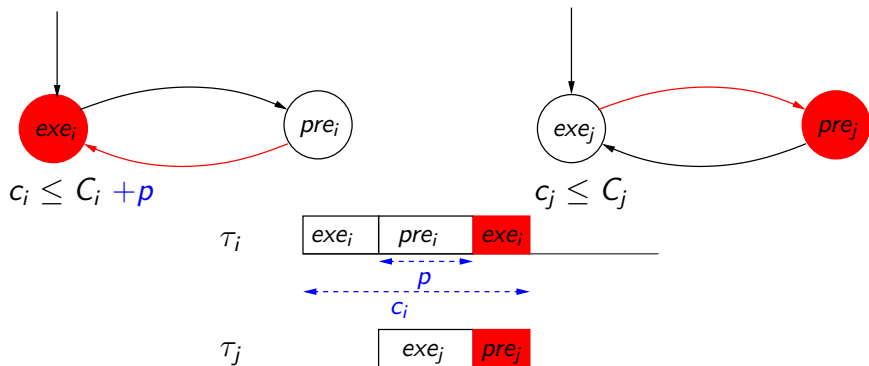 exe_i pre_i exe_j pre_j
c_i ≤ C_i +p c_j ≤ C_j
τ_i exe_i pre_i exe_i
p
c_i
τ_j exe_j pre_j